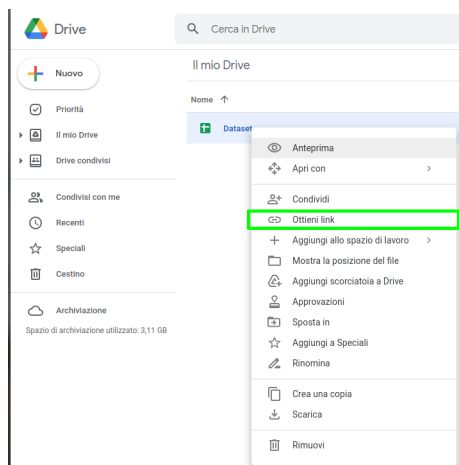 Drive
Cerca in Drive
Nuovo
Il mio Drive
Nome
Priorità
Il mio Drive
Drive condivisi
Condivisi con me
Recenti
Speciali
Cestino
Archiviazione
Spazio di archiviazione utilizzato: 3,11 GB
Dataset
Anteprima
Apri con
Condividi
Ottieni link
Aggiungi allo spazio di lavoro
Mostra la posizione del file
Aggiungi scorciatoia a Drive
Approvazioni
Sposta in
Aggiungi a Speciali
Rinomina
Crea una copia
Scarica
Rimuovi